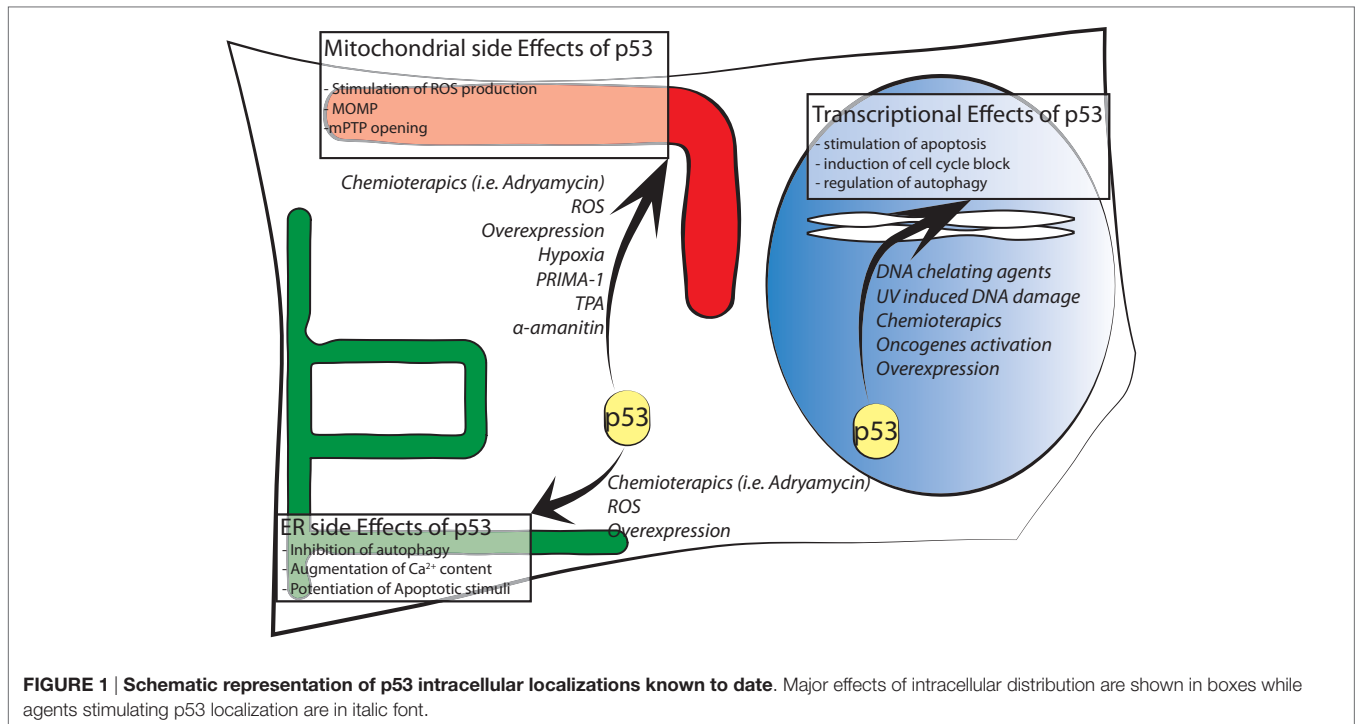 Mitochondrial side Effects of p53
- Stimulation of ROS production
- MOMP
-mPTP opening
Transcriptional Effects of p53
- stimulation of apoptosis
- induction of cell cycle block
- regulation of autophagy
Chemioterapics (i.e. Adryamycin)
ROS
Overexpression
Hypoxia
PRIMA-1
TPA
α-amanitin
DNA chelating agents
UV induced DNA damage
Chemioterapics
Oncogenes activation
Overexpression
p53
p53
Chemioterapics (i.e. Adryamycin)
ROS
Overexpression
ER side Effects of p53
- Inhibition of autophagy
- Augmentation of Ca²⁺ content
- Potentiation of Apoptotic stimuli
FIGURE 1 | Schematic representation of p53 intracellular localizations known to date. Major effects of intracellular distribution are shown in boxes while
agents stimulating p53 localization are in italic font.